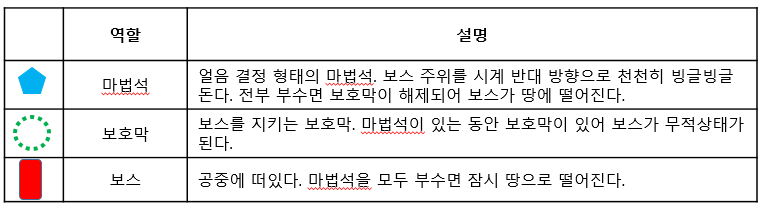 역할 설명
마법석 얼음 결정 형태의 마법석. 보스 주위를 시계 반대 방향으로 천천히 빙글빙글
돈다. 전부 부수면 보호막이 해제되어 보스가 땅에 떨어진다.
보호막 보스를 지키는 보호막. 마법석이 있는 동안 보호막이 있어 보스가 무적상태가
된다.
보스 공중에 떠있다. 마법석을 모두 부수면 잠시 땅으로 떨어진다.